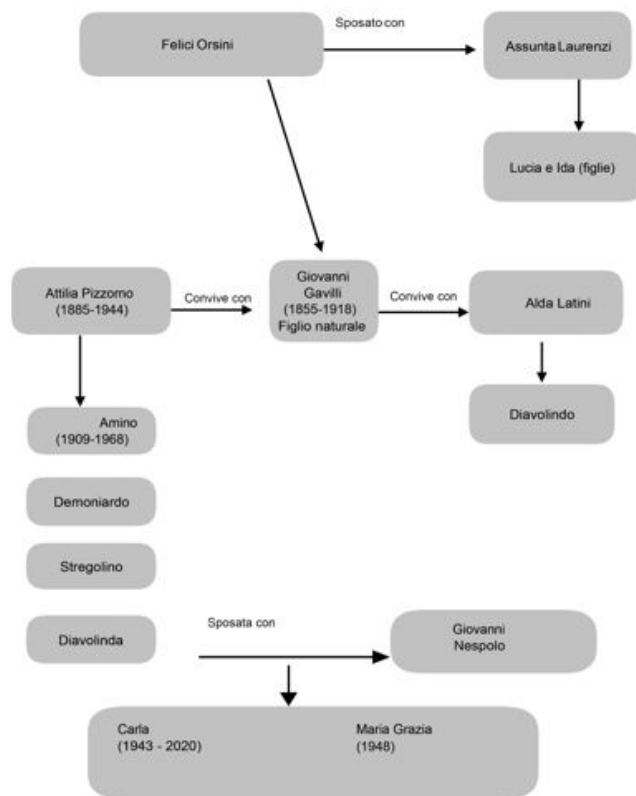 Sposato con
Felici Orsini
Assunta Laurenzi
Lucia e Ida (figlie)
Attilia Pizzorno
(1885-1944)
Convive con
Giovanni
Gavilli
(1855-1918)
Figlio naturale
Convive con
Alda Latini
Diavolindo
Amino
(1909-1968)
Demoniardo
Stregolino
Diavolinda
Sposata con
Giovanni
Nespolo
Carla
(1943 - 2020)
Maria Grazia
(1948)